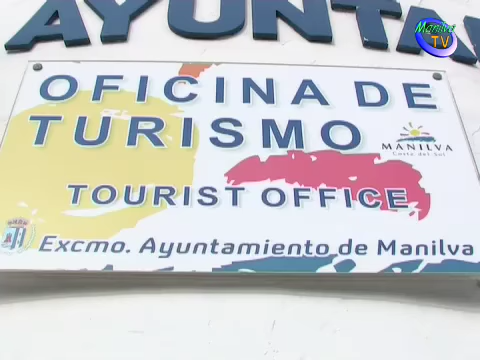 AYUNTA
Manilva
TV
OFICINA DE
TURISMO
MANILVA
Costa del Sol
TOURIST OFFICE
Excmo. Ayuntamiento de Manilva